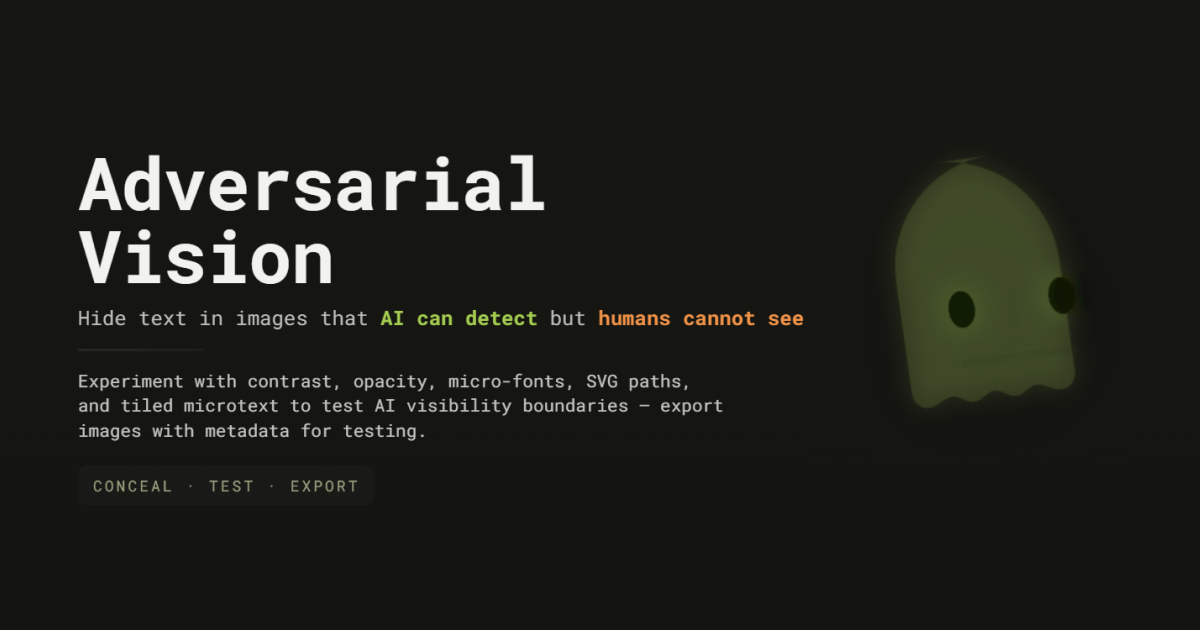 Adversarial
Vision
Hide text in images that AI can detect but humans cannot see
Experiment with contrast, opacity, micro-fonts, SVG paths,
and tiled microtext to test AI visibility boundaries — export
images with metadata for testing.
CONCEAL · TEST · EXPORT